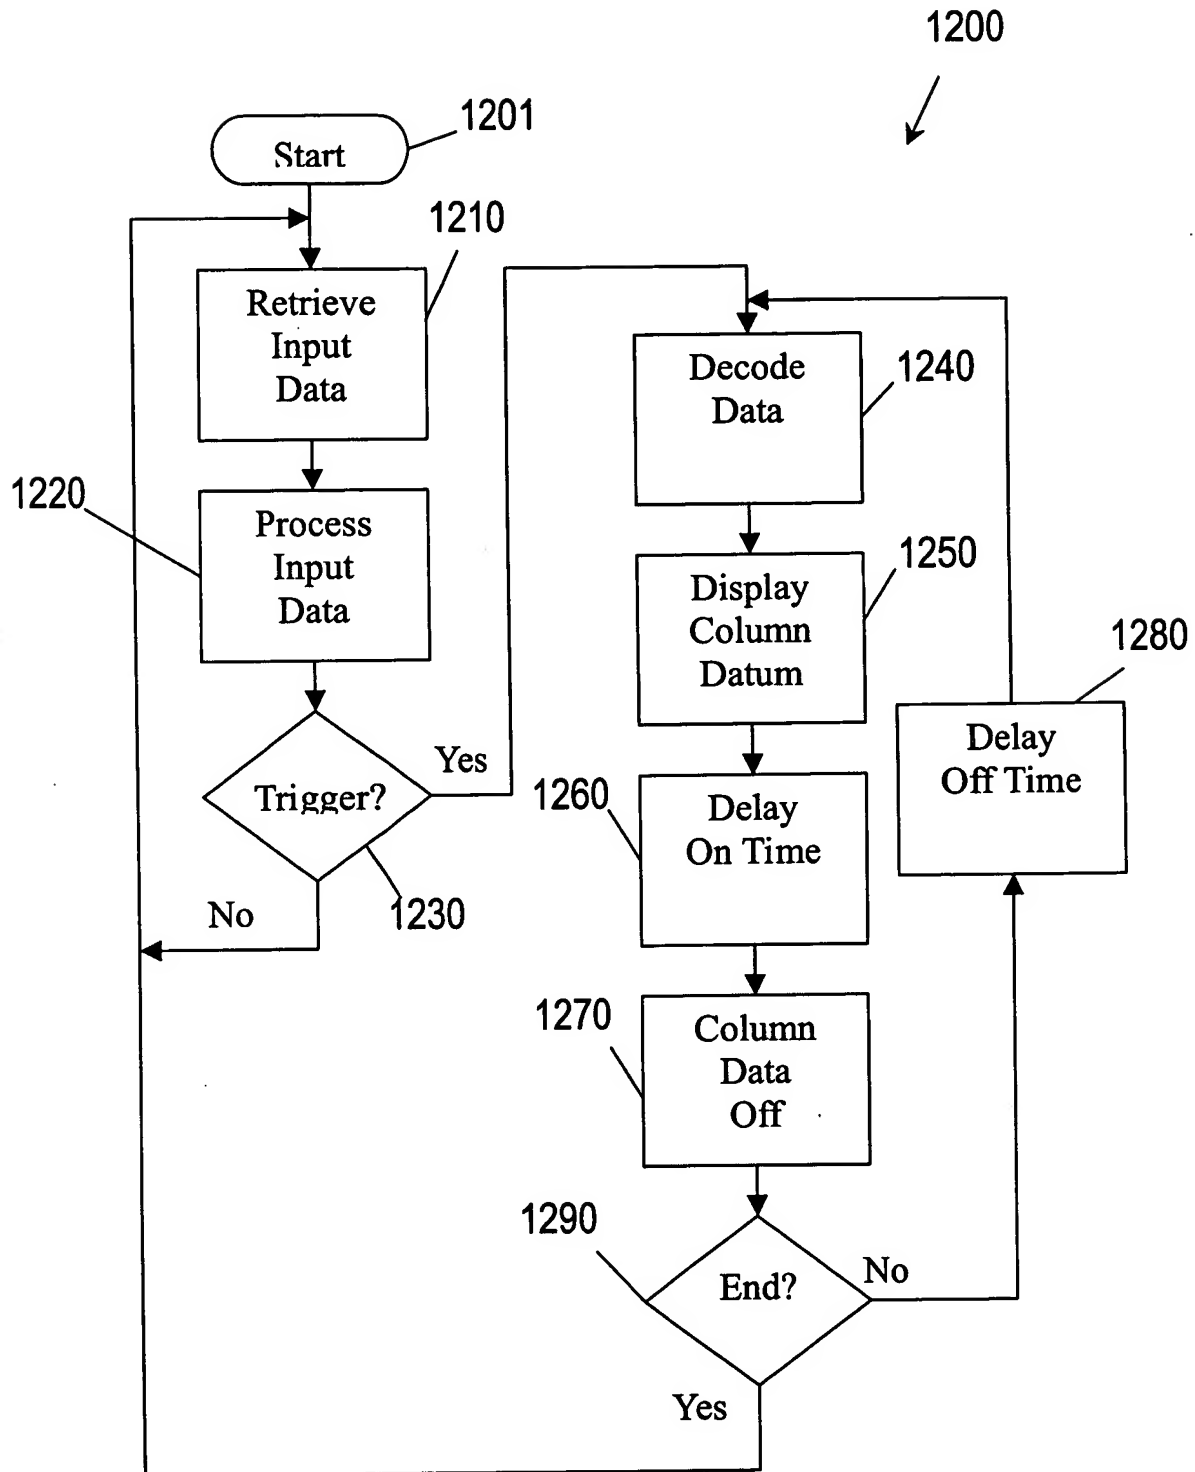 1200
1201
Start
1210
Retrieve
Input
Data
1220
Process
Input
Data
Trigger?
Yes
No
1230
Decode
Data
1240
Display
Column
Datum
1250
Delay
On Time
1260
Column
Data
Off
1270
Delay
Off Time
1280
End?
1290
No
Yes